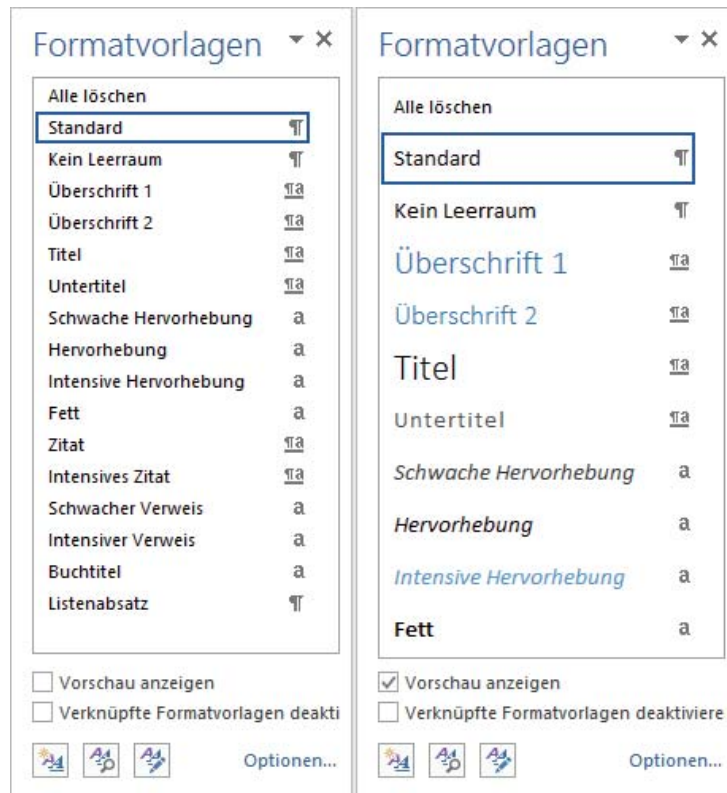 Formatvorlagen
Alle löschen
Standard ¶
Kein Leerraum ¶
Überschrift 1 ¶a
Überschrift 2 ¶a
Titel ¶a
Untertitel ¶a
Schwache Hervorhebung a
Hervorhebung a
Intensive Hervorhebung a
Fett a
Zitat ¶a
Intensives Zitat ¶a
Schwacher Verweis a
Intensiver Verweis a
Buchtitel a
Listenabsatz ¶
Vorschau anzeigen
Verknüpfte Formatvorlagen deakti
Optionen...
Formatvorlagen
Alle löschen
Standard ¶
Kein Leerraum ¶
Überschrift 1 ¶a
Überschrift 2 ¶a
Titel ¶a
Untertitel ¶a
Schwache Hervorhebung a
Hervorhebung a
Intensive Hervorhebung a
Fett a
Vorschau anzeigen
Verknüpfte Formatvorlagen deaktiviere
Optionen...